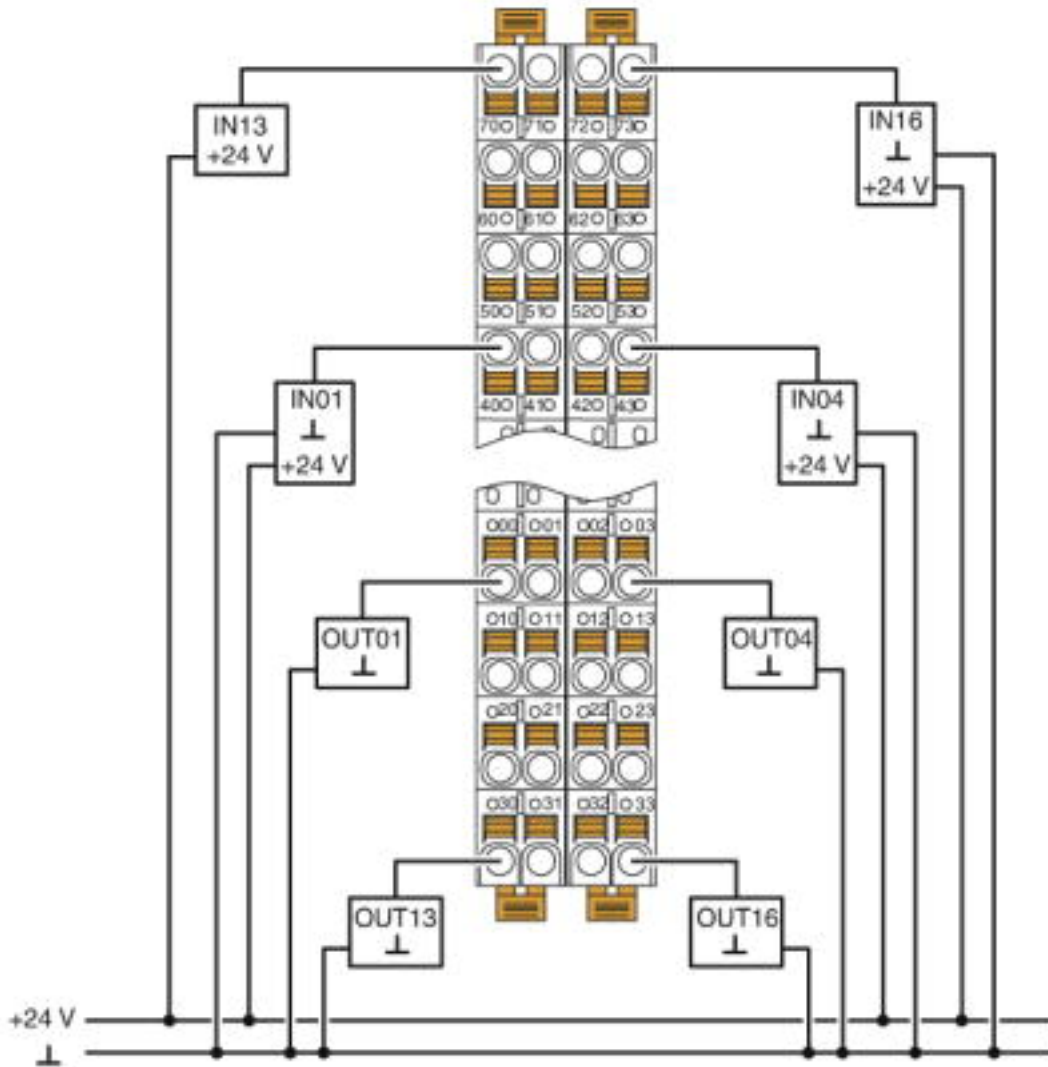 IN13
+24 V
IN16
+24 V
70 71 72 73
60 61 62 63
50 51 52 53
40 41 42 43
IN01
+24 V
IN04
+24 V
00 01 02 03
10 11 12 13
OUT01
OUT04
20 21 22 23
30 31 32 33
OUT13
OUT16
+24 V